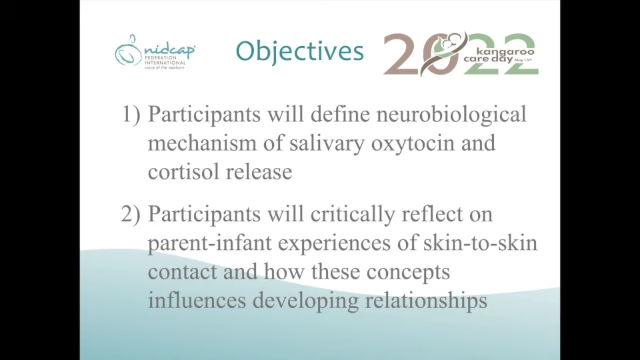 nidcap
FEDERATION
INTERNATIONAL
Objectives
2022
kangaroo
care day
1) Participants will define neurobiological
mechanism of salivary oxytocin and
cortisol release
2) Participants will critically reflect on
parent-infant experiences of skin-to-skin
contact and how these concepts
influences developing relationships